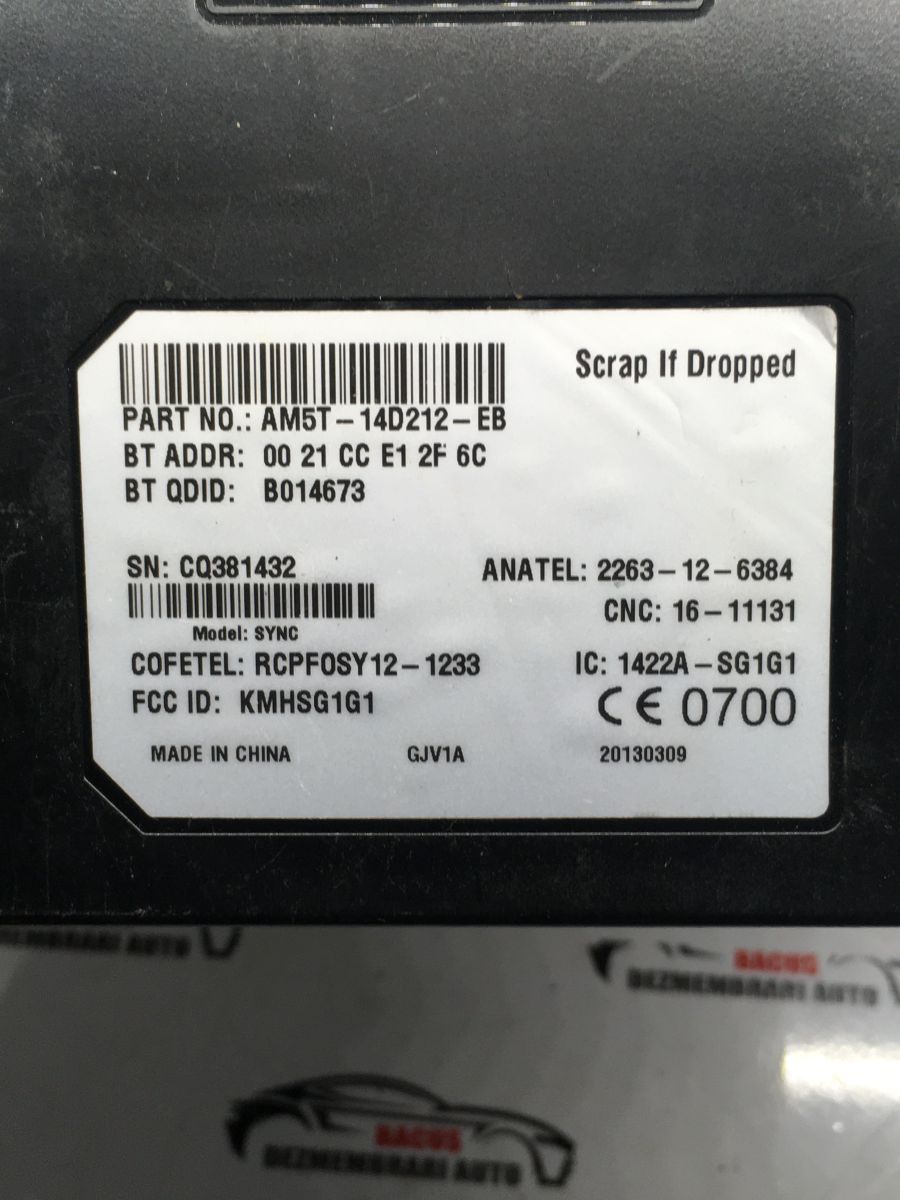 Scrap If Dropped
PART NO.: AM5T-14D212-EB
BT ADDR: 00 21 CC E1 2F 6C
BT QDID: B014673
SN: CQ381432
ANATEL: 2263-12-6384
CNC: 16-11131
Model: SYNC
COFETEL: RCPFOSY12-1233
IC: 1422A-SG1G1
FCC ID: KMHSG1G1
CE 0700
MADE IN CHINA
GJV1A
20130309
DEZMEMBRARI AUTO
BACUS
DEZMEMBRARI AUTO
BACUS
DEZMEMBRARI AUTO